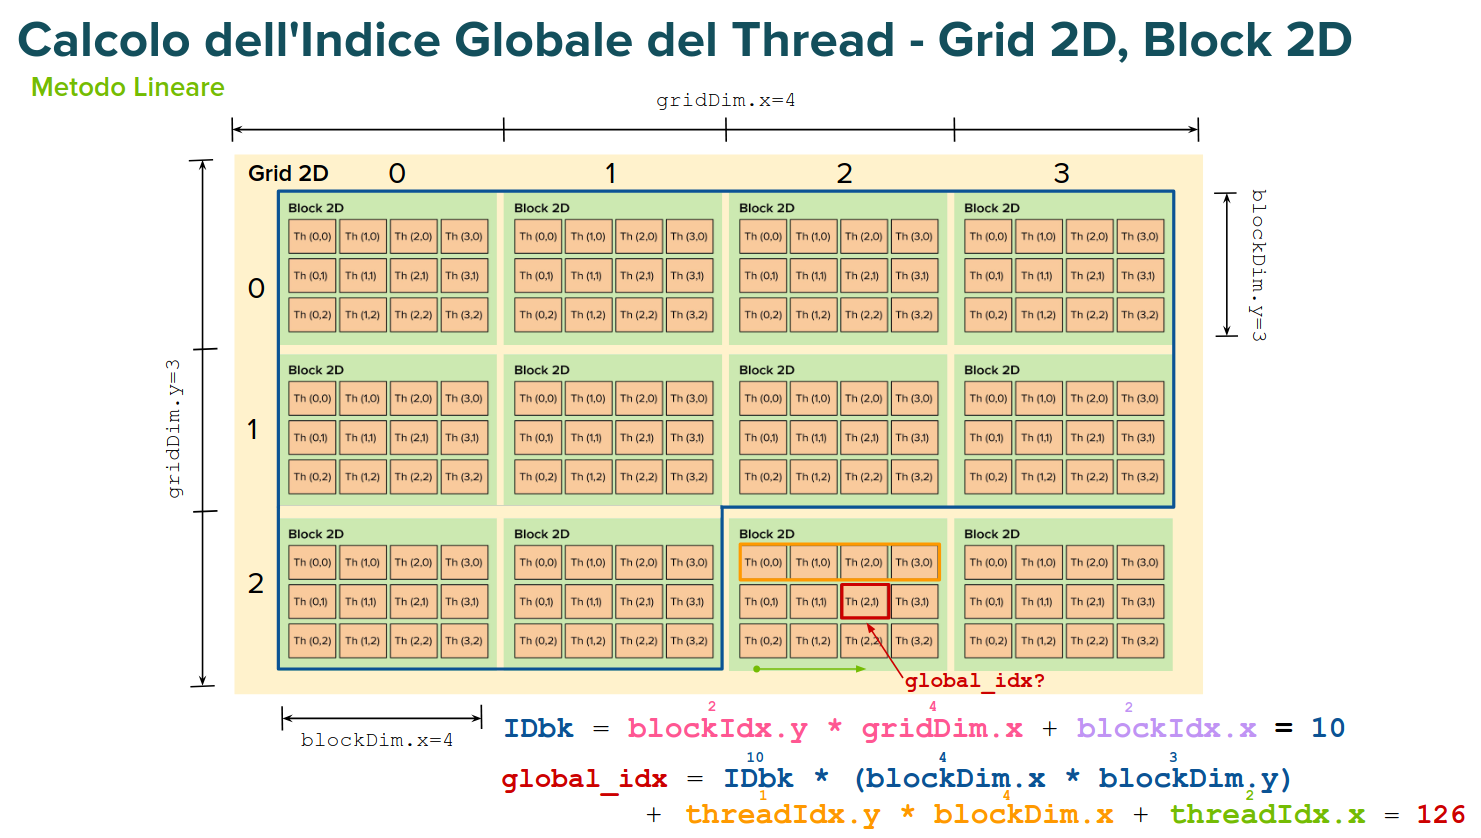 Calcolo dell'Indice Globale del Thread - Grid 2D, Block 2D
Metodo Lineare
gridDim.x=4
Grid 2D 0 1 2 3
Block 2D Block 2D Block 2D Block 2D
Th (0,0) Th (1,0) Th (2,0) Th (3,0) Th (0,0) Th (1,0) Th (2,0) Th (3,0) Th (0,0) Th (1,0) Th (2,0) Th (3,0) Th (0,0) Th (1,0) Th (2,0) Th (3,0)
Th (0,1) Th (1,1) Th (2,1) Th (3,1) Th (0,1) Th (1,1) Th (2,1) Th (3,1) Th (0,1) Th (1,1) Th (2,1) Th (3,1) Th (0,1) Th (1,1) Th (2,1) Th (3,1)
0
Th (0,2) Th (1,2) Th (2,2) Th (3,2) Th (0,2) Th (1,2) Th (2,2) Th (3,2) Th (0,2) Th (1,2) Th (2,2) Th (3,2) Th (0,2) Th (1,2) Th (2,2) Th (3,2)
blockDim.y=3
Block 2D Block 2D Block 2D Block 2D
Th (0,0) Th (1,0) Th (2,0) Th (3,0) Th (0,0) Th (1,0) Th (2,0) Th (3,0) Th (0,0) Th (1,0) Th (2,0) Th (3,0) Th (0,0) Th (1,0) Th (2,0) Th (3,0)
gridDim.y=3
1
Th (0,1) Th (1,1) Th (2,1) Th (3,1) Th (0,1) Th (1,1) Th (2,1) Th (3,1) Th (0,1) Th (1,1) Th (2,1) Th (3,1) Th (0,1) Th (1,1) Th (2,1) Th (3,1)
Th (0,2) Th (1,2) Th (2,2) Th (3,2) Th (0,2) Th (1,2) Th (2,2) Th (3,2) Th (0,2) Th (1,2) Th (2,2) Th (3,2) Th (0,2) Th (1,2) Th (2,2) Th (3,2)
Block 2D Block 2D Block 2D Block 2D
Th (0,0) Th (1,0) Th (2,0) Th (3,0) Th (0,0) Th (1,0) Th (2,0) Th (3,0) Th (0,0) Th (1,0) Th (2,0) Th (3,0) Th (0,0) Th (1,0) Th (2,0) Th (3,0)
2
Th (0,1) Th (1,1) Th (2,1) Th (3,1) Th (0,1) Th (1,1) Th (2,1) Th (3,1) Th (0,1) Th (1,1) Th (2,1) Th (3,1) Th (0,1) Th (1,1) Th (2,1) Th (3,1)
Th (0,2) Th (1,2) Th (2,2) Th (3,2) Th (0,2) Th (1,2) Th (2,2) Th (3,2) Th (0,2) Th (1,2) Th (2,2) Th (3,2) Th (0,2) Th (1,2) Th (2,2) Th (3,2)
global_idx?
blockDim.x=4
2 4 2
IDbk = blockIdx.y * gridDim.x + blockIdx.x = 10
10 4 3
global_idx = IDbk * (blockDim.x * blockDim.y)
1 4 2
+ threadIdx.y * blockDim.x + threadIdx.x = 126